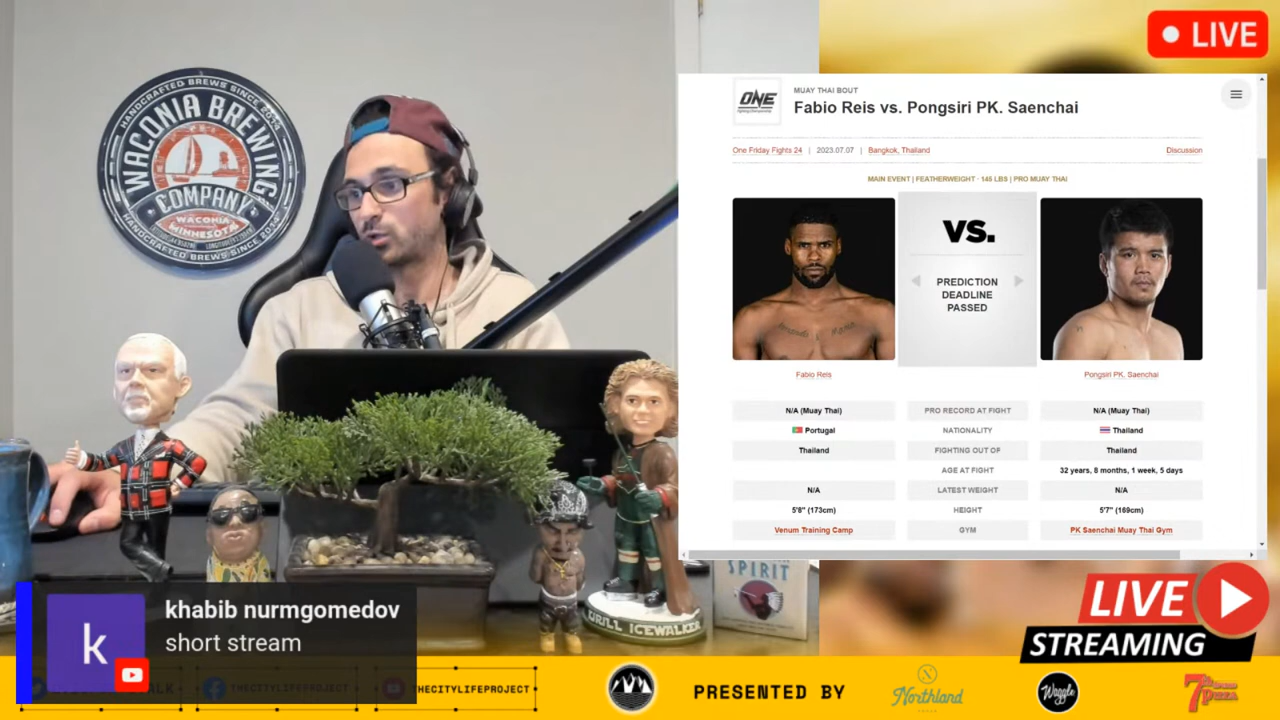 HANDCRAFTED BREWS SINCE 2014
WACONIA BREWING
COMPANY
WACONIA
MINNESOTA
HANDCRAFTED BREWS
LIVE
ONE
MUAY THAI BOUT
Fabio Reis vs. Pongsiri PK. Saenchai
One Friday Fights 24 | 2023.07.07 | Bangkok, Thailand
Discussion
MAIN EVENT | FEATHERWEIGHT · 145 LBS | PRO MUAY THAI
VS.
PREDICTION
DEADLINE
PASSED
Fabio Reis
Pongsiri PK. Saenchai
N/A (Muay Thai) PRO RECORD AT FIGHT N/A (Muay Thai)
Portugal NATIONALITY Thailand
Thailand FIGHTING OUT OF Thailand
AGE AT FIGHT 32 years, 8 months, 1 week, 5 days
N/A LATEST WEIGHT N/A
5'8" (173cm) HEIGHT 5'7" (169cm)
Venum Training Camp GYM PK Saenchai Muay Thai Gym
SPIRIT
KIRILL ICEWALKER
k
khabib nurmgomedov
short stream
LIVE
STREAMING
THECITYLIFEPROJECT
THECITYLIFEPROJECT
PRESENTED BY
Northland
Waggle